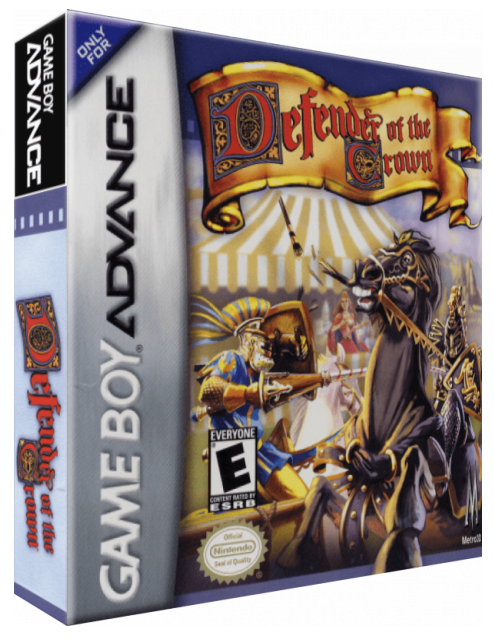 GAME BOY
ADVANCE
Defender of the
Crown
ONLY
FOR
GAME BOY ADVANCE
Defender of the
Crown
EVERYONE
E
CONTENT RATED BY
ESRB
Official
Nintendo
Seal of Quality
M